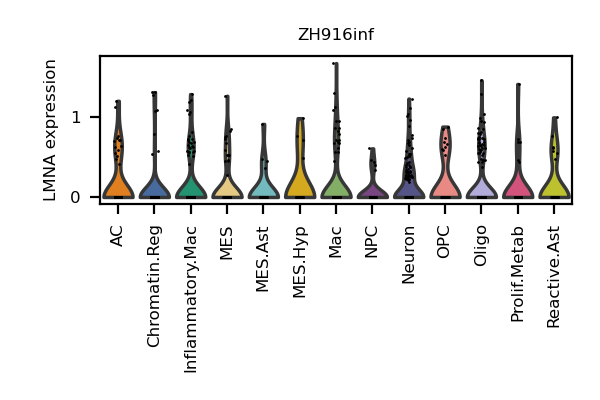 ZH916inf
LMNA expression
1
0
AC
Chromatin.Reg
Inflammatory.Mac
MES
MES.Ast
MES.Hyp
Mac
NPC
Neuron
OPC
Oligo
Prolif.Metab
Reactive.Ast